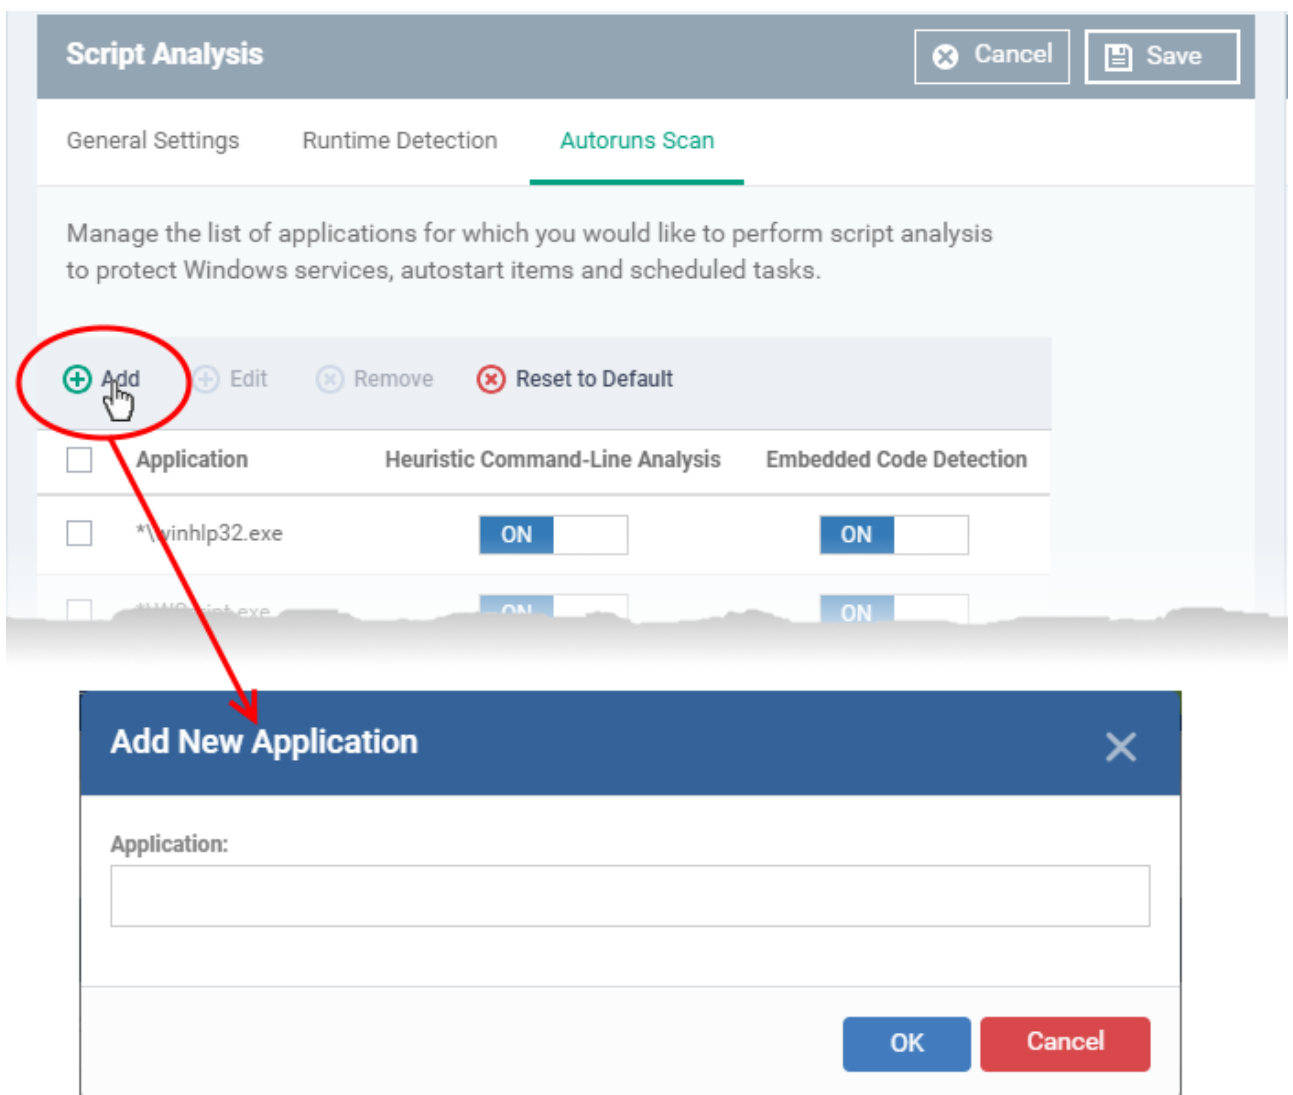 Script Analysis
Cancel
Save
General Settings
Runtime Detection
Autoruns Scan
Manage the list of applications for which you would like to perform script analysis
to protect Windows services, autostart items and scheduled tasks.
Add
Edit
Remove
Reset to Default
Application
Heuristic Command-Line Analysis
Embedded Code Detection
*\winhlp32.exe
ON
ON
*\WScript.exe
ON
ON
Add New Application
Application:
OK
Cancel